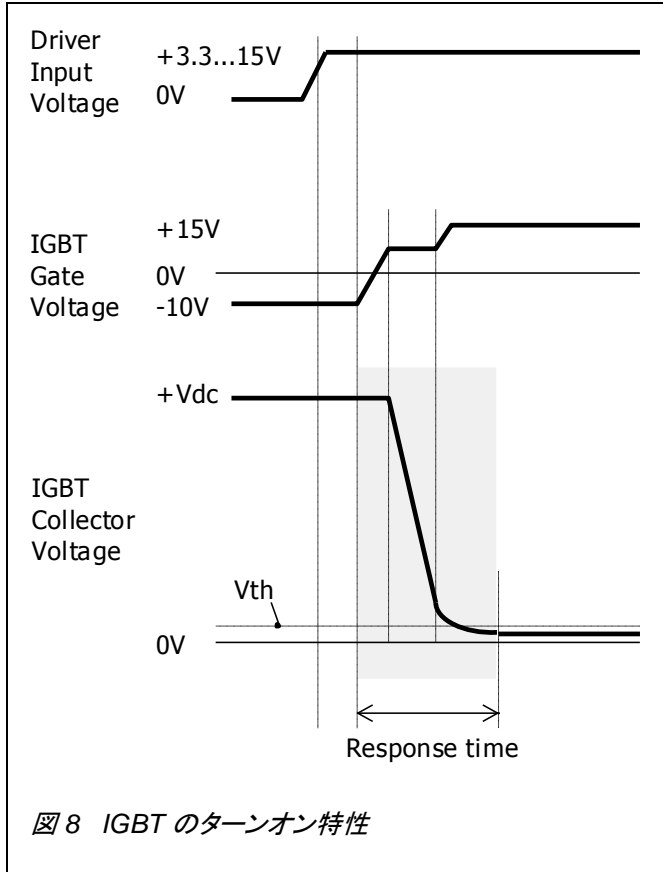 Driver
Input
Voltage
+3.3...15V
0V
IGBT
Gate
Voltage
+15V
0V
-10V
+Vdc
IGBT
Collector
Voltage
Vth
0V
Response time
図 8 IGBT のターンオン特性